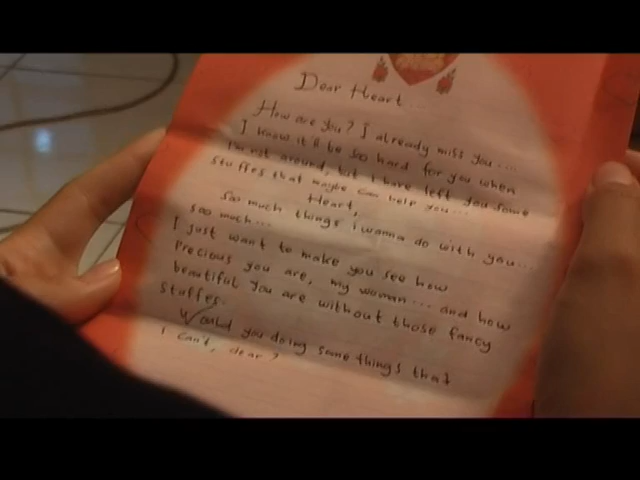 Dear Heart...
How are you? I already miss you....
I know it'll be soo hard for you when
I'm not around, but I have left you some
stuffes that maybe can help you...
Heart,
Soo much things i wanna do with you...
soo much...
I just want to make you see how
Precious you are, my woman... and how
beautiful you are without those fancy
stuffes.
Would you doing some things that
I can't, dear?